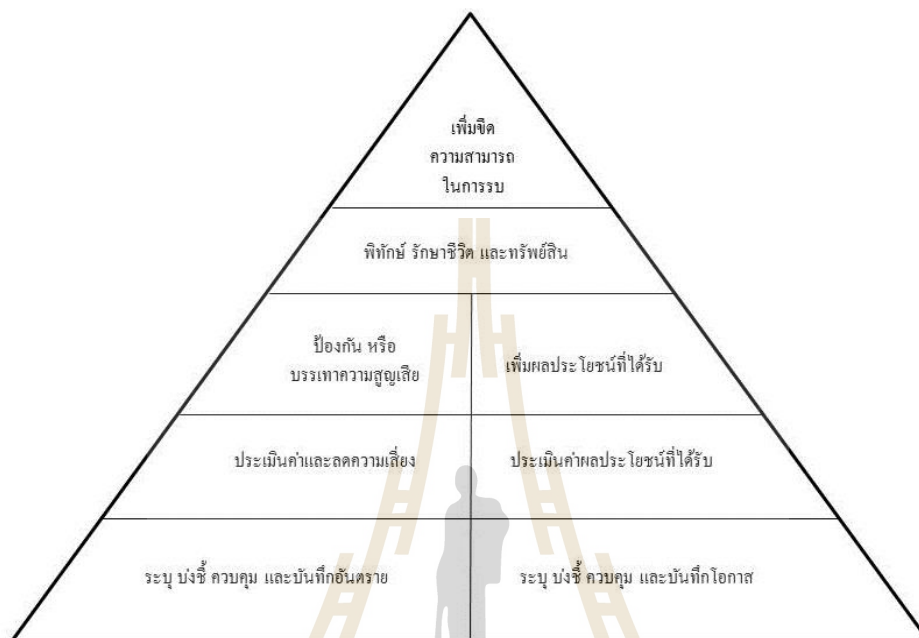 เพิ่มขีด
ความสามารถ
ในการรบ
พิทักษ์ รักษาชีวิต และทรัพย์สิน
ป้องกัน หรือ
บรรเทาความสูญเสีย
เพิ่มผลประโยชน์ที่ได้รับ
ประเมินค่าและลดความเสี่ยง
ประเมินค่าผลประโยชน์ที่ได้รับ
ระบุ บ่งชี้ ควบคุม และบันทึกอันตราย
ระบุ บ่งชี้ ควบคุม และบันทึกโอกาส